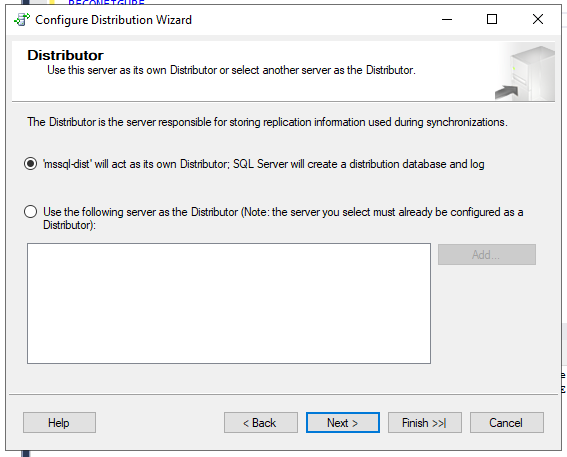 RECONFIGURE
Configure Distribution Wizard
Distributor
Use this server as its own Distributor or select another server as the Distributor.
The Distributor is the server responsible for storing replication information used during synchronizations.
'mssql-dist' will act as its own Distributor; SQL Server will create a distribution database and log
Use the following server as the Distributor (Note: the server you select must already be configured as a
Distributor):
Add...
Help
< Back
Next >
Finish >>|
Cancel